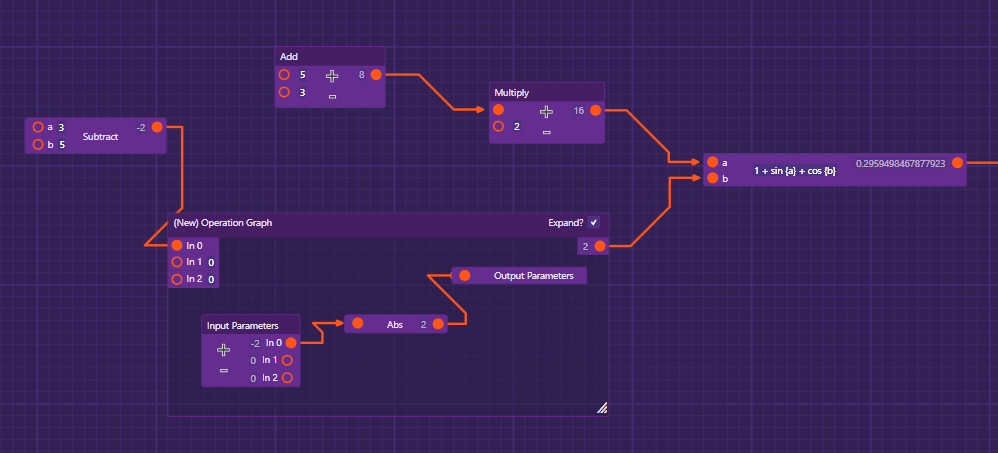 Add
5 8
3
Multiply
16
2
a 3 -2
Subtract
b 5
a 0.2959498467877923
1 + sin {a} + cos {b}
b
(New) Operation Graph Expand?
In 0 2
In 1 0
In 2 0
Output Parameters
Input Parameters
Abs 2
-2 In 0
0 In 1
0 In 2